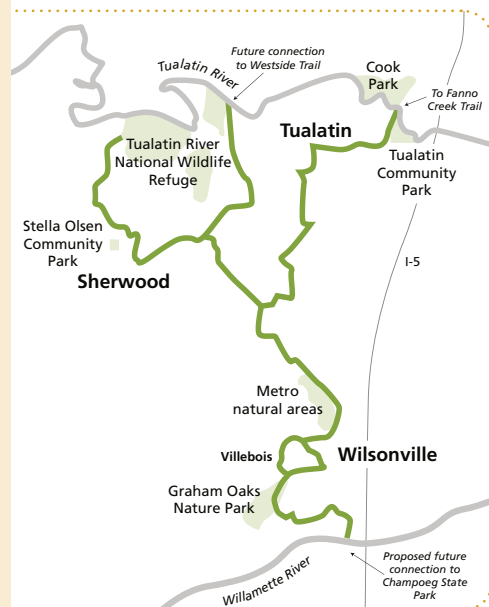 Future connection
to Westside Trail
Tualatin River
Cook
Park
To Fanno
Creek Trail
Tualatin
Tualatin River
National Wildlife
Refuge
Tualatin
Community
Park
Stella Olsen
Community
Park
I-5
Sherwood
Metro
natural areas
Villebois
Wilsonville
Graham Oaks
Nature Park
Willamette River
Proposed future
connection to
Champoeg State
Park